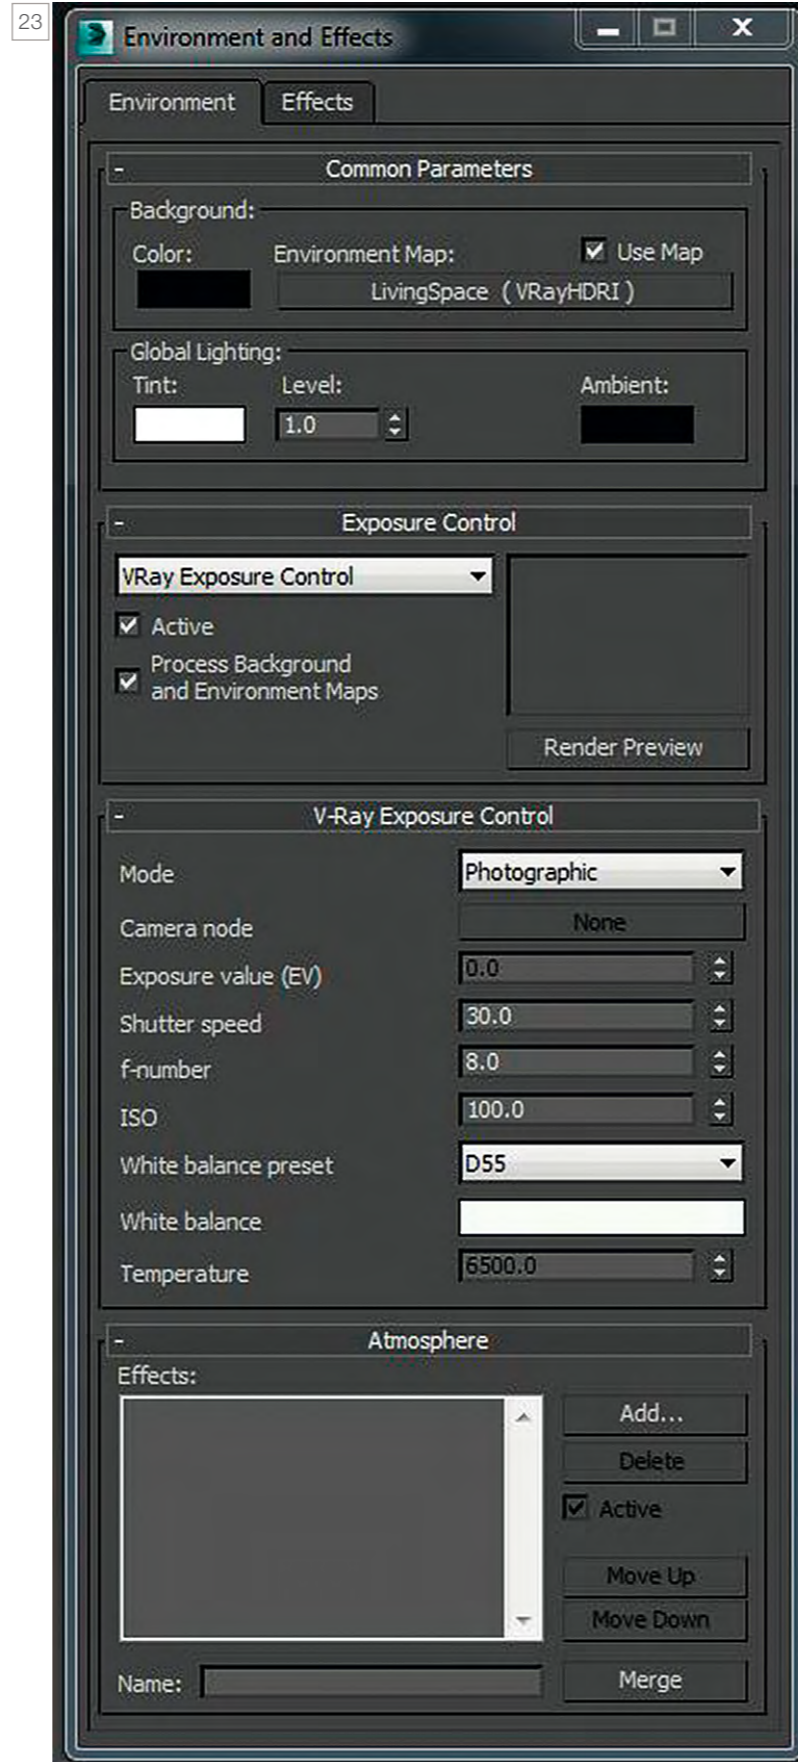 23
Environment and Effects
Environment Effects
- Common Parameters
Background:
Color: Environment Map: Use Map
LivingSpace ( VRayHDRI )
Global Lighting:
Tint: Level: Ambient:
1.0
- Exposure Control
VRay Exposure Control
Active
Process Background
and Environment Maps
Render Preview
- V-Ray Exposure Control
Mode Photographic
Camera node None
Exposure value (EV) 0.0
Shutter speed 30.0
f-number 8.0
ISO 100.0
White balance preset D55
White balance
Temperature 6500.0
- Atmosphere
Effects:
Add...
Delete
Active
Move Up
Move Down
Name: Merge